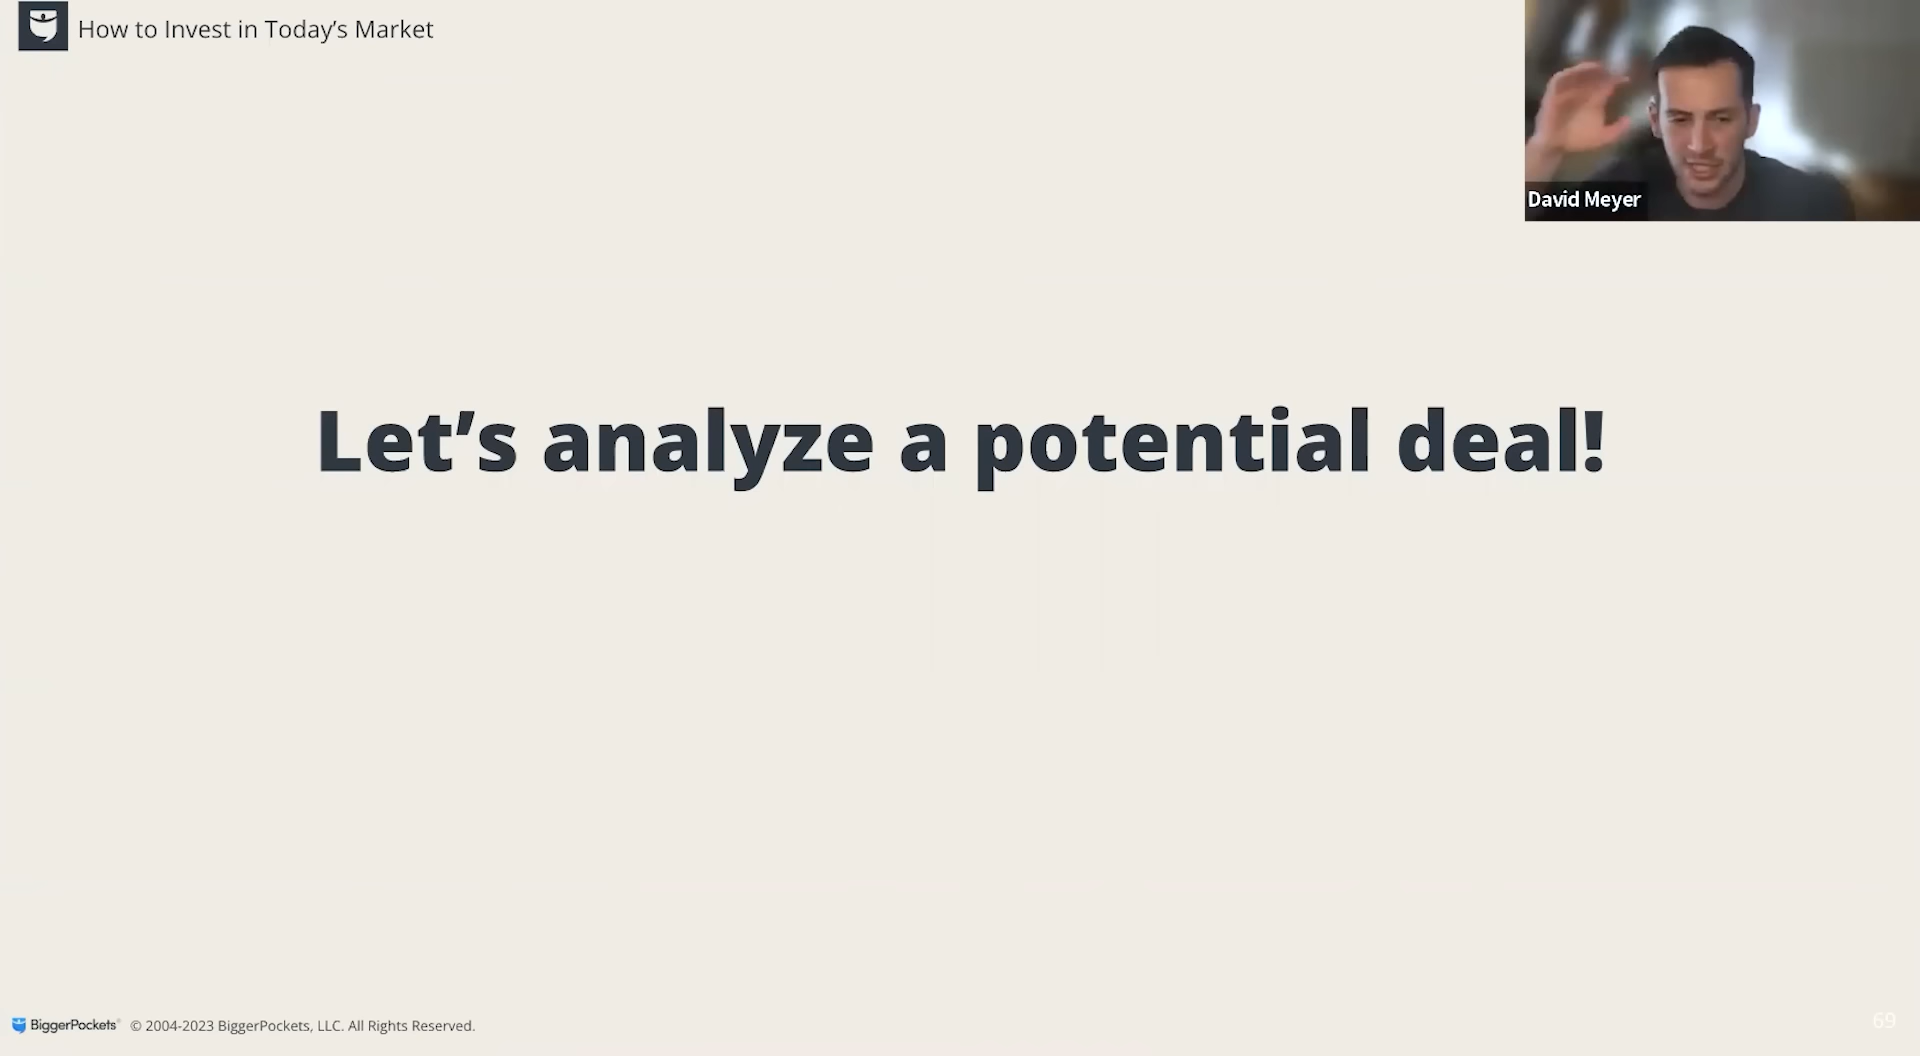 How to Invest in Today’s Market
David Meyer
Let’s analyze a potential deal!
BiggerPockets® © 2004-2023 BiggerPockets, LLC. All Rights Reserved.
69